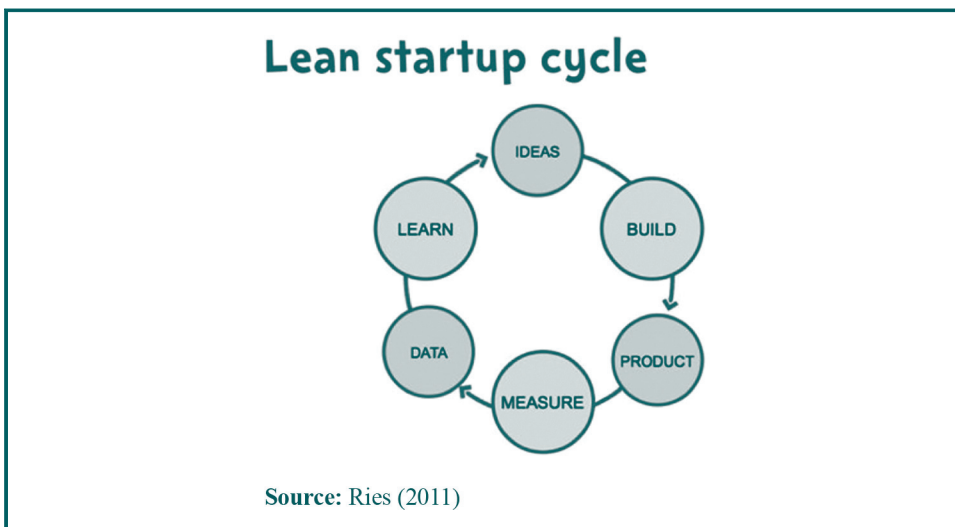 Lean startup cycle
IDEAS
BUILD
PRODUCT
MEASURE
DATA
LEARN
Source: Ries (2011)